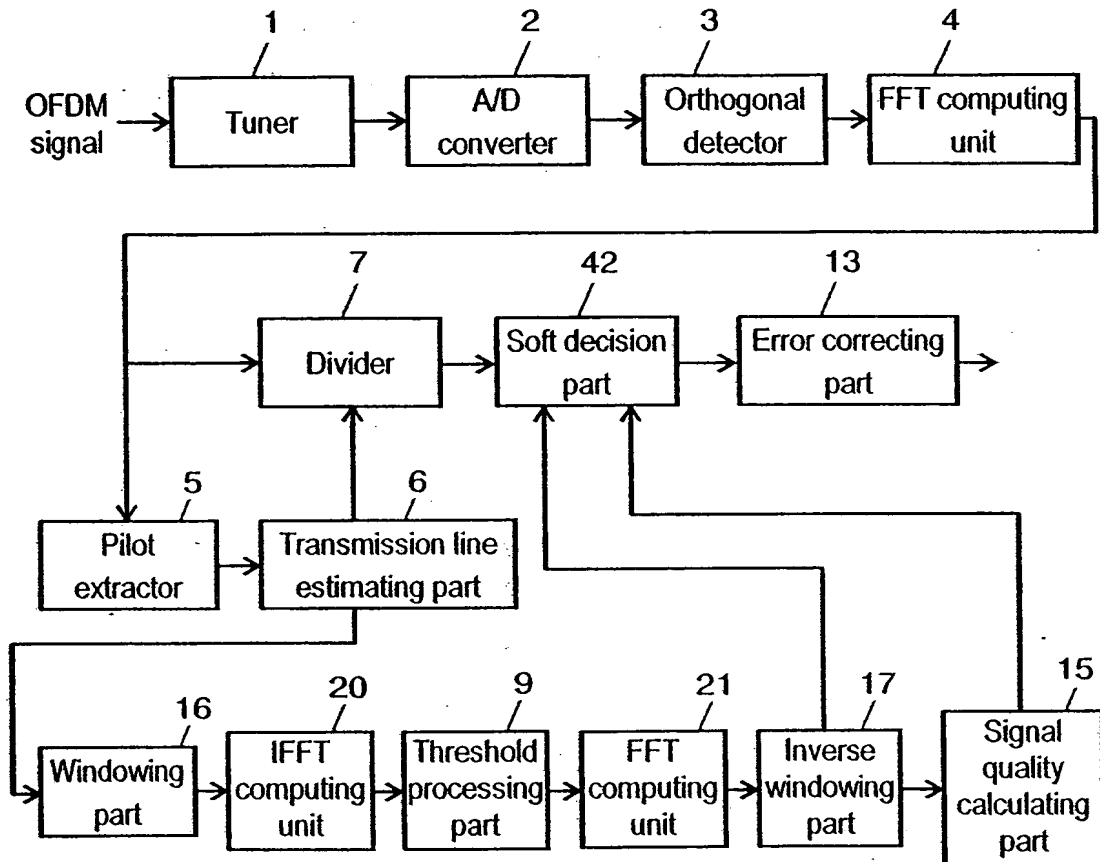 1
2
3
4
OFDM
signal
Tuner
A/D
converter
Orthogonal
detector
FFT computing
unit
7
42
13
Divider
Soft decision
part
Error correcting
part
5
6
Pilot
extractor
Transmission line
estimating part
16
20
9
21
17
15
Windowing
part
IFFT
computing
unit
Threshold
processing
part
FFT
computing
unit
Inverse
windowing
part
Signal
quality
calculating
part